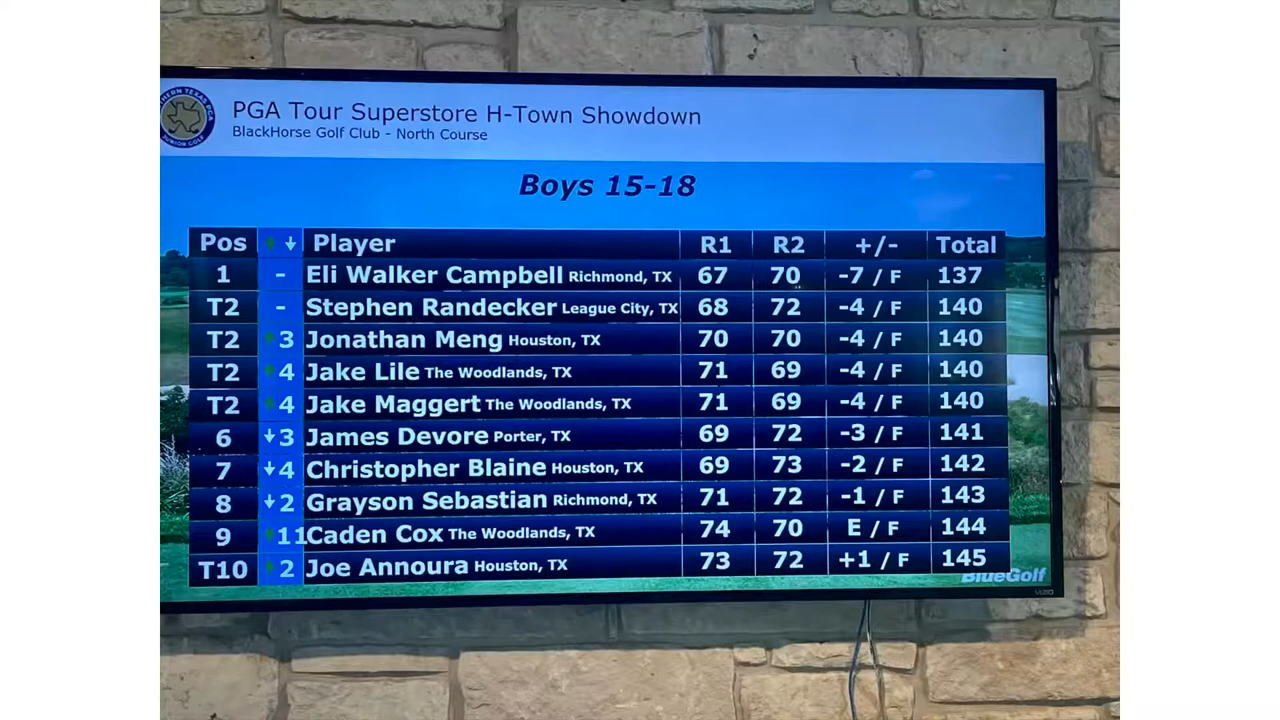 PGA Tour Superstore H-Town Showdown
BlackHorse Golf Club - North Course
Boys 15-18
Pos ↑ ↓ Player R1 R2 +/- Total
1 - Eli Walker Campbell Richmond, TX 67 70 -7 / F 137
T2 - Stephen Randecker League City, TX 68 72 -4 / F 140
T2 ↑3 Jonathan Meng Houston, TX 70 70 -4 / F 140
T2 ↑4 Jake Lile The Woodlands, TX 71 69 -4 / F 140
T2 ↑4 Jake Maggert The Woodlands, TX 71 69 -4 / F 140
6 ↓3 James Devore Porter, TX 69 72 -3 / F 141
7 ↓4 Christopher Blaine Houston, TX 69 73 -2 / F 142
8 ↓2 Grayson Sebastian Richmond, TX 71 72 -1 / F 143
9 ↑11 Caden Cox The Woodlands, TX 74 70 E / F 144
T10 ↑2 Joe Annoura Houston, TX 73 72 +1 / F 145
BlueGolf
VIZIO